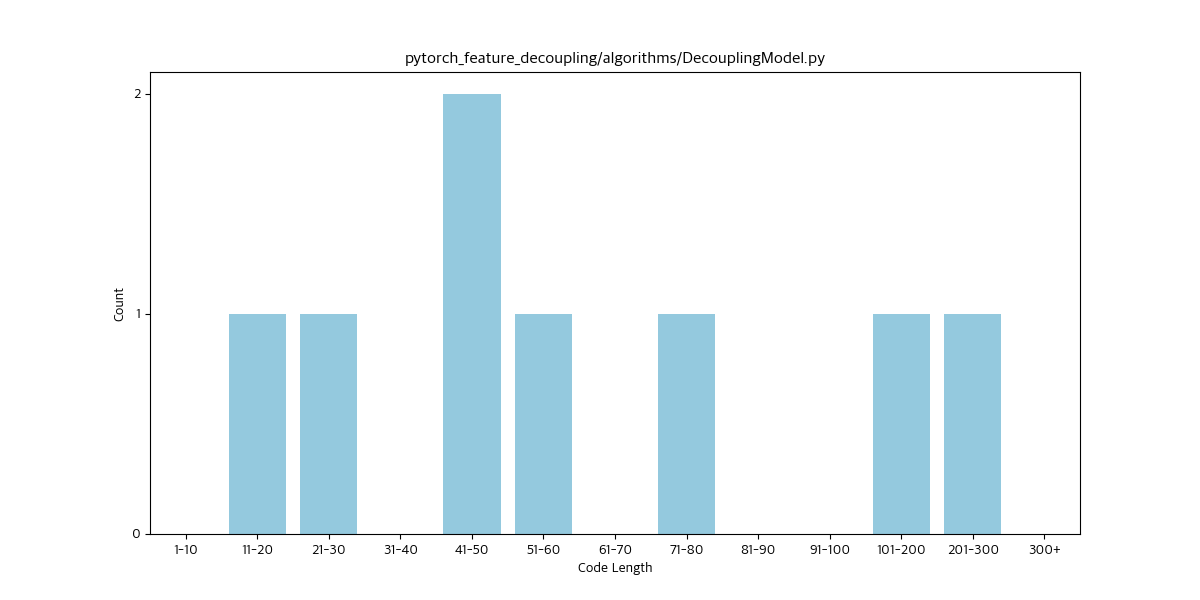 pytorch_feature_decoupling/algorithms/DecouplingModel.py
2
1
0
Count
1-10 11-20 21-30 31-40 41-50 51-60 61-70 71-80 81-90 91-100 101-200 201-300 300+
Code Length